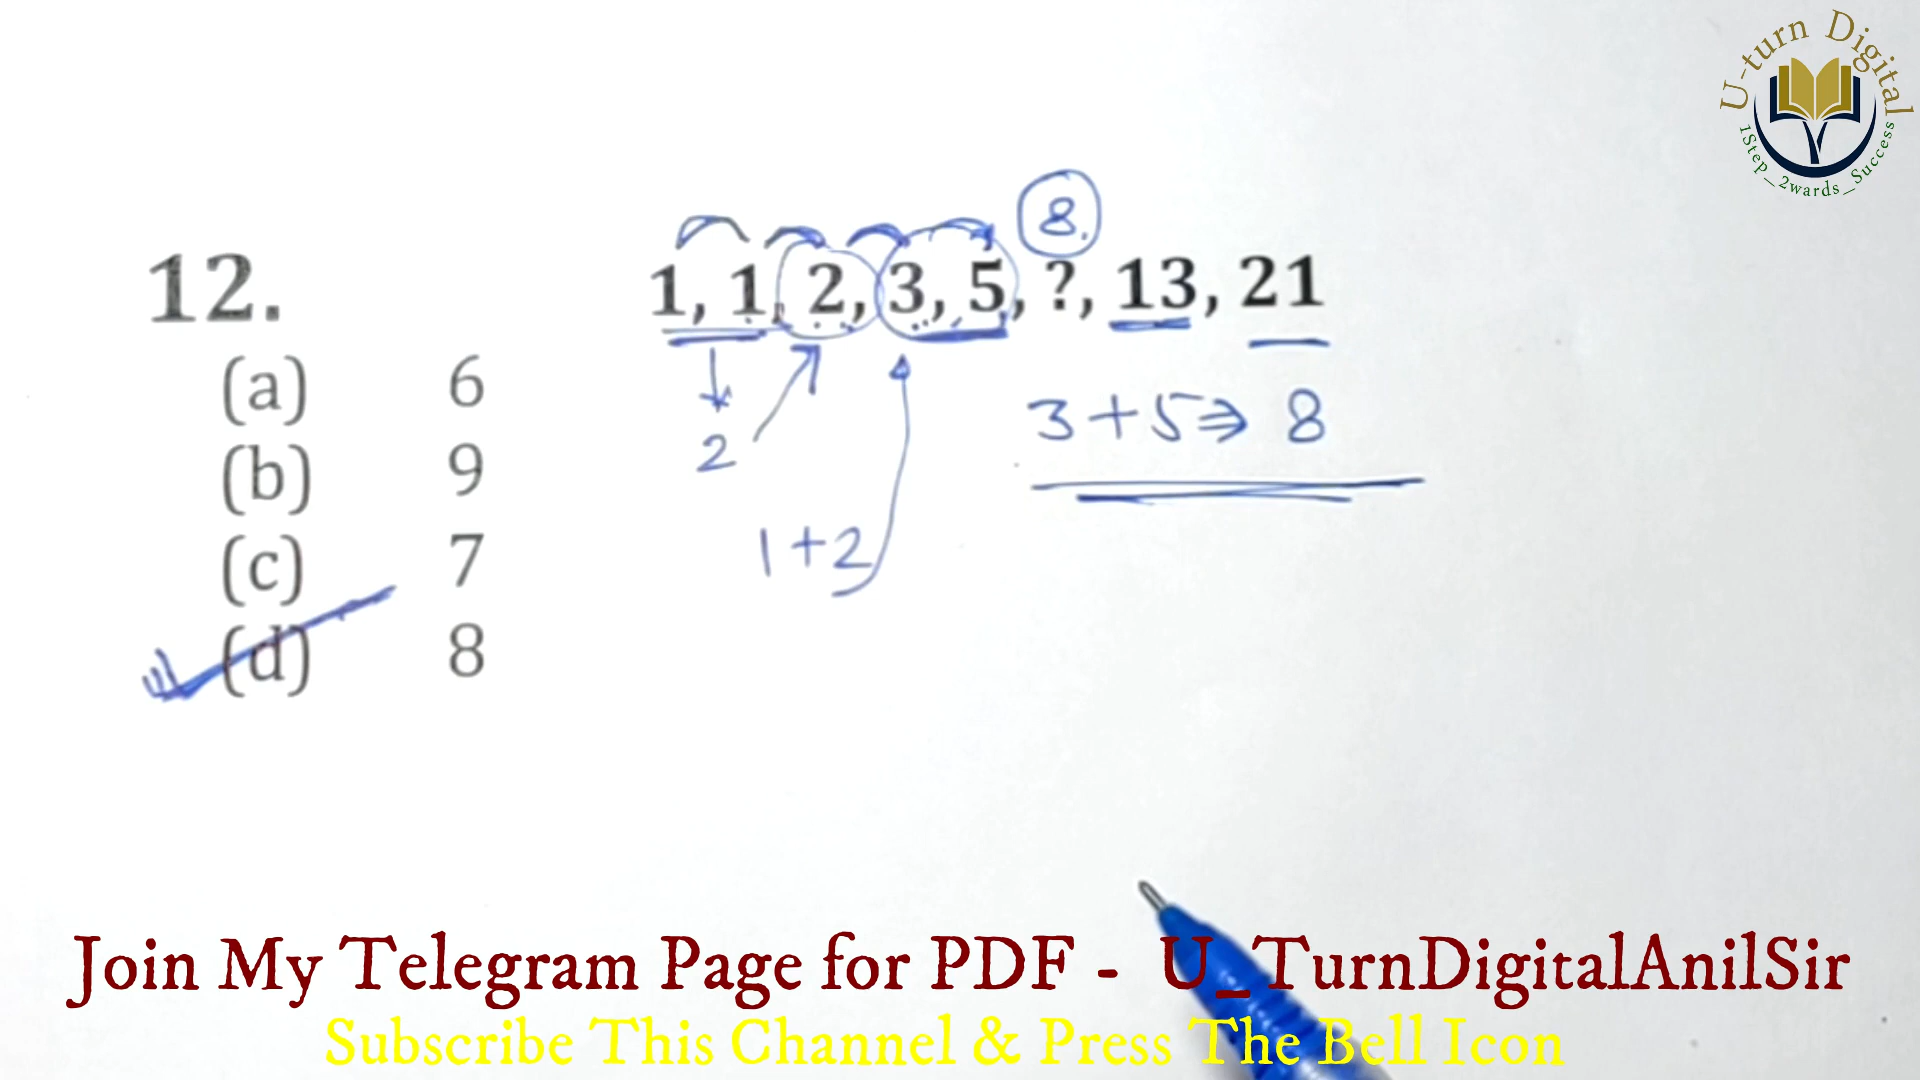 U-turn Digital
1Step_2wards_Success
8.
12. 1, 1, 2, 3, 5, ?, 13, 21
(a) 6
3+5⇒ 8
2
(b) 9
1+2
(c) 7
(d) 8
Join My Telegram Page for PDF - U_TurnDigitalAnilSir
Subscribe This Channel & Press The Bell Icon